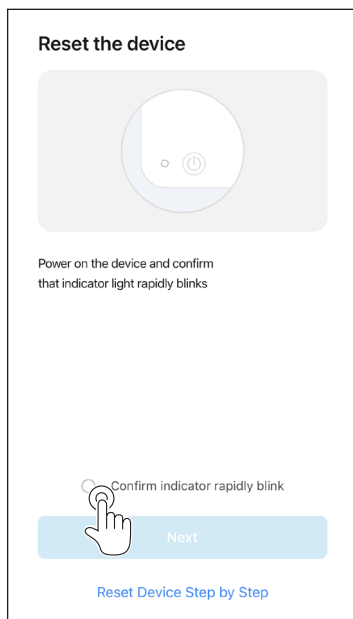 Reset the device
Power on the device and confirm
that indicator light rapidly blinks
Confirm indicator rapidly blink
Next
Reset Device Step by Step